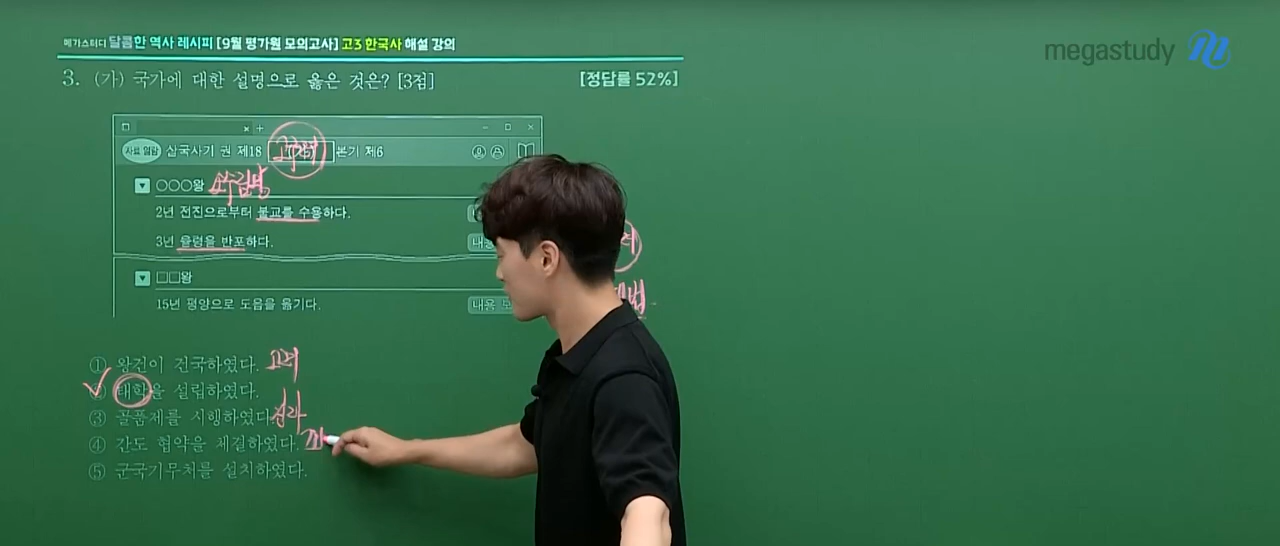 메가스터디 달콤한 역사 레시피 [9월 평가원 모의고사] 고3 한국사 해설 강의
megastudy
3. (가) 국가에 대한 설명으로 옳은 것은? [3점] [정답률 52%]
자료 열람 삼국사기 권 제18 본기 제6
○○○왕 소수림왕
2년 전진으로부터 불교를 수용하다.
3년 율령을 반포하다. 내용
□□왕
15년 평양으로 도읍을 옮기다. 내용
① 왕건이 건국하였다. 고려
② 태학을 설립하였다.
③ 골품제를 시행하였다. 신라
④ 간도 협약을 체결하였다.
⑤ 군국기무처를 설치하였다.